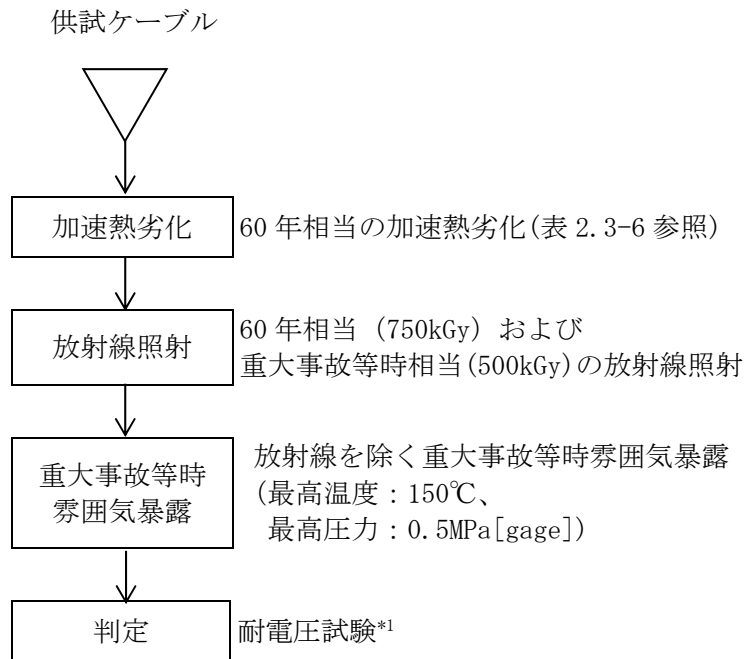 供試ケーブル
加速熱劣化
60年相当の加速熱劣化(表2.3-6参照)
放射線照射
60年相当（750kGy）および
重大事故等時相当(500kGy)の放射線照射
重大事故等時
雰囲気暴露
放射線を除く重大事故等時雰囲気暴露
(最高温度：150℃、
最高圧力：0.5MPa[gage])
判定
耐電圧試験*1